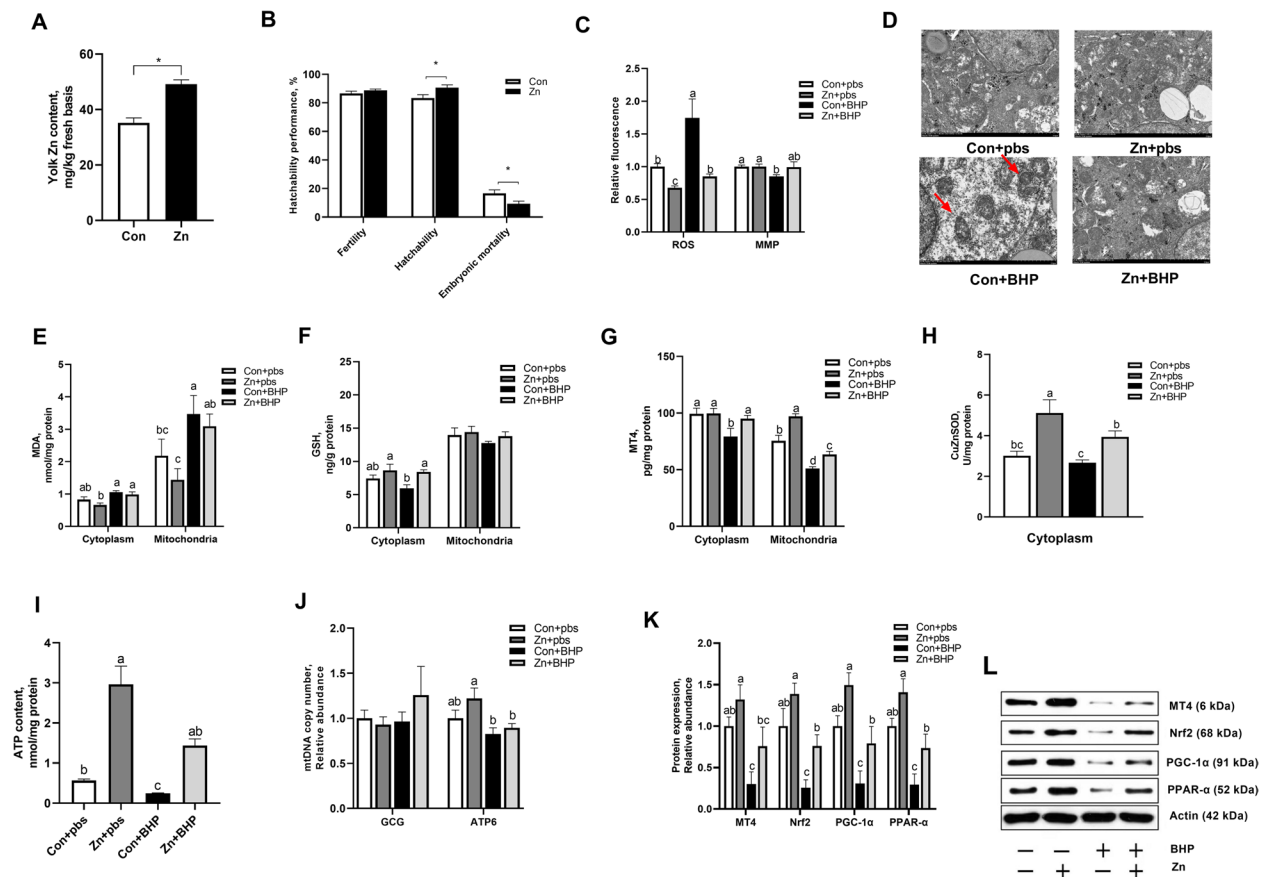 A
Yolk Zn content,
mg/kg fresh basis
60
40
20
0
*
Con
Zn
B
Hatchability performance, %
100
80
60
40
20
0
*
*
Con
Zn
Fertility
Hatchability
Embryonic mortality
C
Relative fluorescence
2.5
2.0
1.5
1.0
0.5
0.0
Con+pbs
Zn+pbs
Con+BHP
Zn+BHP
b
c
a
b
a
a
b
ab
ROS
MMP
D
Con+pbs
Zn+pbs
Con+BHP
Zn+BHP
E
MDA,
nmol/mg protein
5
4
3
2
1
0
Con+pbs
Zn+pbs
Con+BHP
Zn+BHP
ab
b
a
a
bc
c
a
ab
Cytoplasm
Mitochondria
F
GSH,
ng/g protein
25
20
15
10
5
0
Con+pbs
Zn+pbs
Con+BHP
Zn+BHP
ab
a
b
a
Cytoplasm
Mitochondria
G
MT4,
pg/mg protein
150
100
50
0
Con+pbs
Zn+pbs
Con+BHP
Zn+BHP
a
a
b
a
b
a
d
c
Cytoplasm
Mitochondria
H
CuZnSOD,
U/mg protein
8
6
4
2
0
Con+pbs
Zn+pbs
Con+BHP
Zn+BHP
bc
a
c
b
Cytoplasm
I
ATP content,
nmol/mg protein
4
3
2
1
0
b
a
c
ab
Con+pbs
Zn+pbs
Con+BHP
Zn+BHP
J
mtDNA copy number,
Relative abundance
2.0
1.5
1.0
0.5
0.0
Con+pbs
Zn+pbs
Con+BHP
Zn+BHP
ab
a
b
b
GCG
ATP6
K
Protein expression,
Relative abundance
2.0
1.5
1.0
0.5
0.0
Con+pbs
Zn+pbs
Con+BHP
Zn+BHP
ab
a
c
bc
ab
a
c
b
ab
a
c
b
ab
a
c
b
MT4
Nrf2
PGC-1α
PPAR-α
L
MT4 (6 kDa)
Nrf2 (68 kDa)
PGC-1α (91 kDa)
PPAR-α (52 kDa)
Actin (42 kDa)
— — + + BHP
— + — + Zn